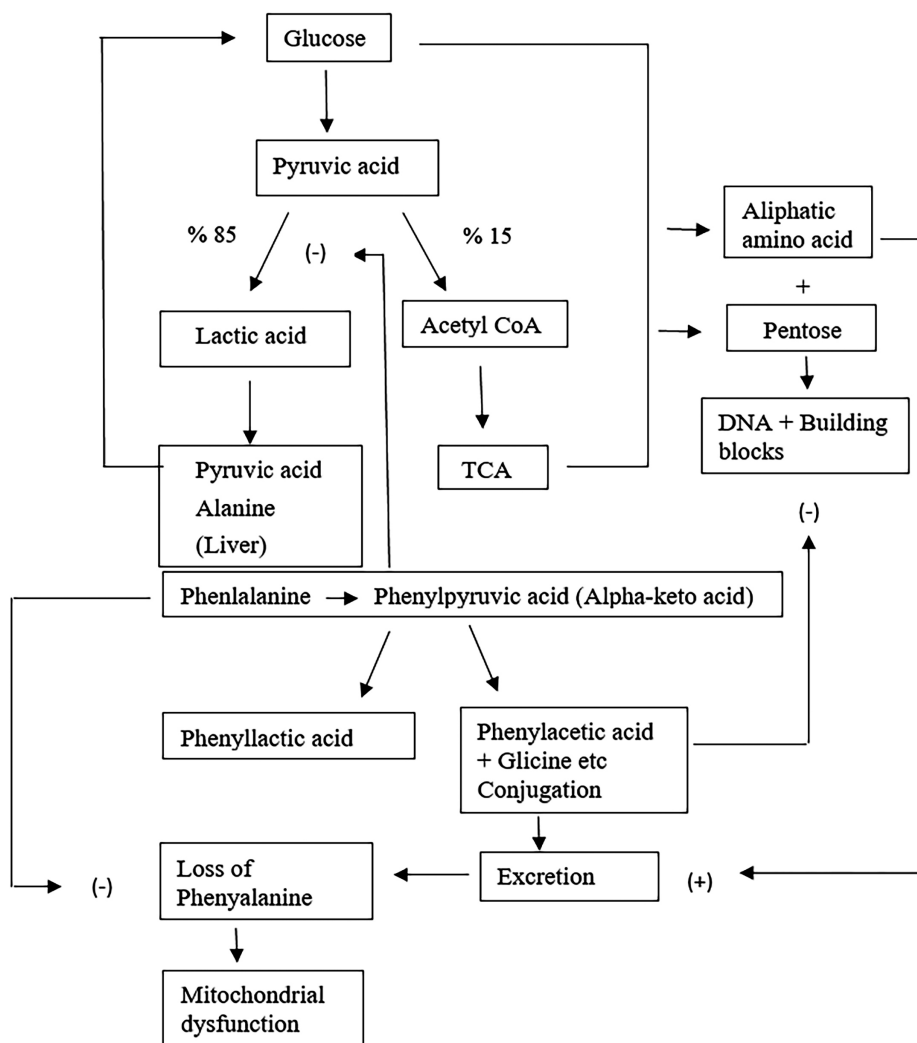 Glucose
Pyruvic acid
% 85
(-)
% 15
Aliphatic
amino acid
+
Lactic acid
Acetyl CoA
Pentose
DNA + Building
blocks
Pyruvic acid
Alanine
(Liver)
TCA
(-)
Phenlalanine
Phenylpyruvic acid (Alpha-keto acid)
Phenyllactic acid
Phenylacetic acid
+ Glicine etc
Conjugation
(-)
Loss of
Phenyalanine
Excretion
(+)
Mitochondrial
dysfunction